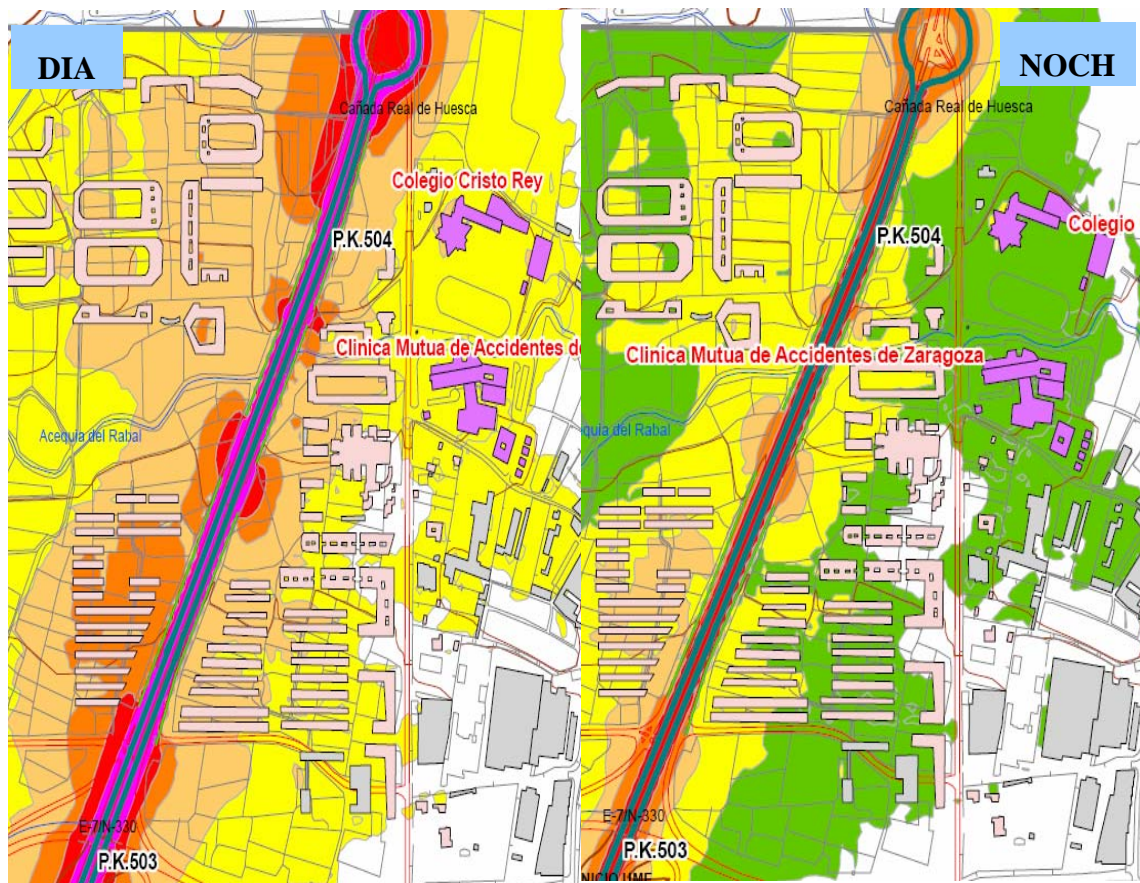 DIA
Cañada Real de Huesca
Colegio Cristo Rey
P.K.504
Clinica Mutua de Accidentes de
Acequia del Rabal
E-7/N-330
P.K.503
NOCH
Cañada Real de Huesca
Colegio
P.K.504
Clinica Mutua de Accidentes de Zaragoza
quia del Rabal
E-7/N-330
P.K.503
NICIO UME